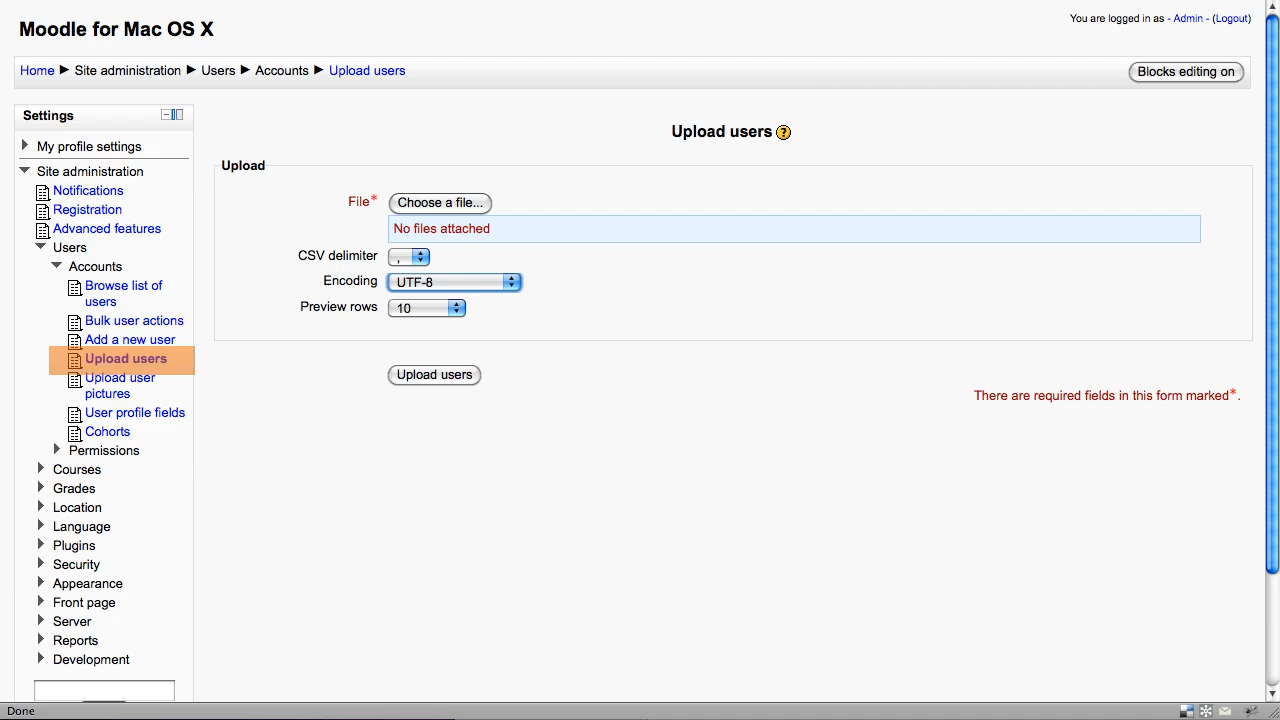 Moodle for Mac OS X
You are logged in as - Admin - (Logout)
Home ► Site administration ► Users ► Accounts ► Upload users
Blocks editing on
Settings
My profile settings
Site administration
Notifications
Registration
Advanced features
Users
Accounts
Browse list of
users
Bulk user actions
Add a new user
Upload users
Upload user
pictures
User profile fields
Cohorts
Permissions
Courses
Grades
Location
Language
Plugins
Security
Appearance
Front page
Server
Reports
Development
Upload users ?
Upload
File* Choose a file...
No files attached
CSV delimiter ,
Encoding UTF-8
Preview rows 10
Upload users
There are required fields in this form marked*.
Done